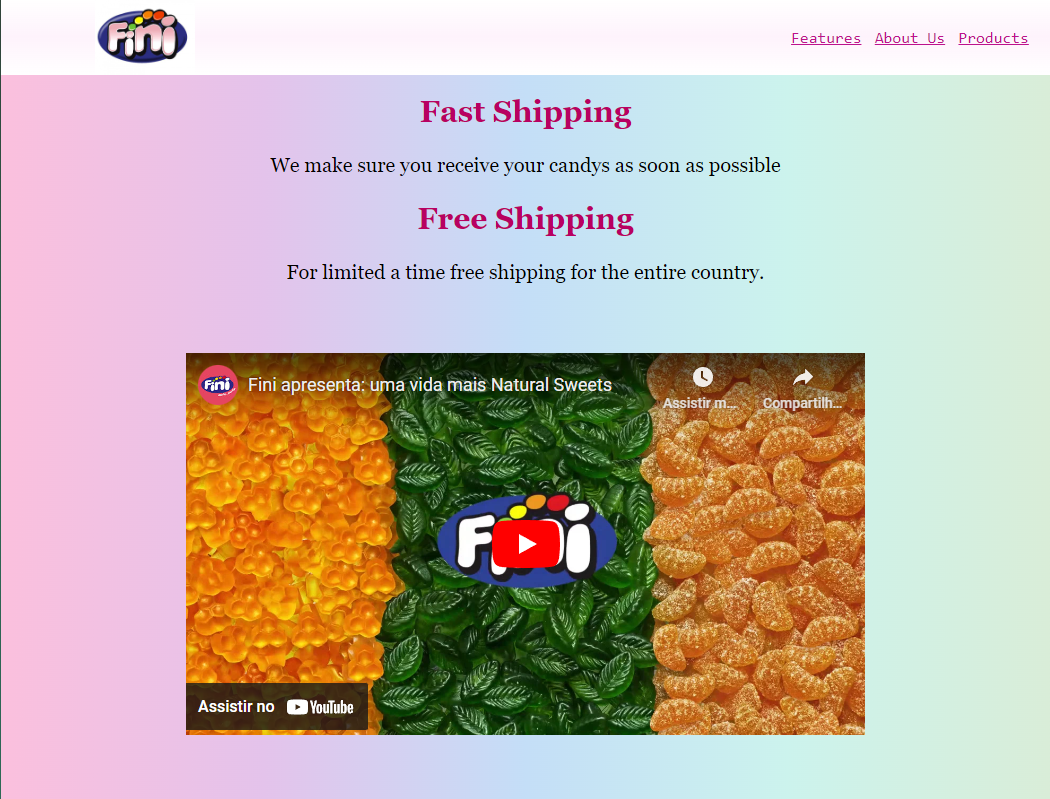 Fini
Features About Us Products
Fast Shipping
We make sure you receive your candys as soon as possible
Free Shipping
For limited a time free shipping for the entire country.
Fini
Fini apresenta: uma vida mais Natural Sweets
Assistir m...
Compartilh...
Fini
Assistir no YouTube